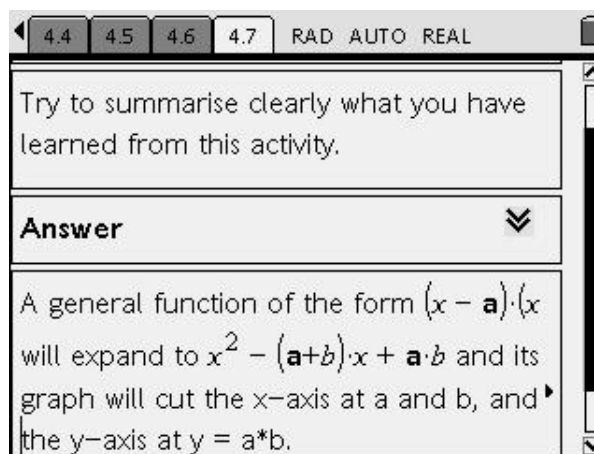 4.4 4.5 4.6 4.7 RAD AUTO REAL
Try to summarise clearly what you have
learned from this activity.
Answer
A general function of the form (x − a)·(x
will expand to x² − (a+b)·x + a·b and its
graph will cut the x−axis at a and b, and
the y−axis at y = a*b.